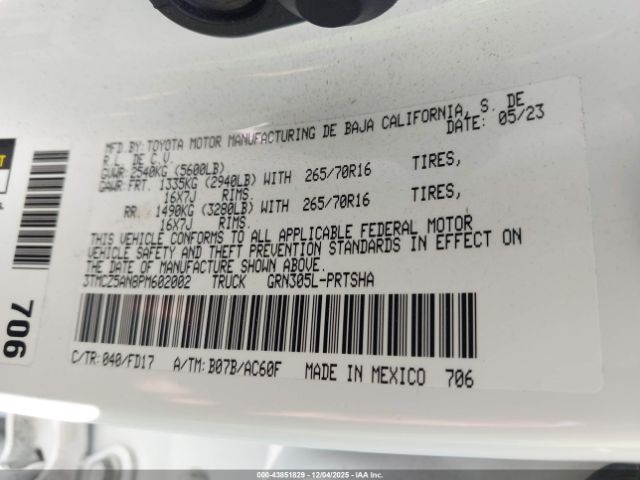 MFD.BY:TOYOTA MOTOR MANUFACTURING DE BAJA CALIFORNIA, S. DE
R.L. DE C.V. DATE: 05/23
GVWR:2540KG (5600LB)
GAWR:FRT. 1335KG (2940LB)WITH 265/70R16 TIRES,
16X7J RIMS.
RR. 1490KG (3280LB)WITH 265/70R16 TIRES,
16X7J RIMS.
THIS VEHICLE CONFORMS TO ALL APPLICABLE FEDERAL MOTOR
VEHICLE SAFETY AND THEFT PREVENTION STANDARDS IN EFFECT ON
THE DATE OF MANUFACTURE SHOWN ABOVE.
3TMCZ5AN8PM602002 TRUCK GRN305L-PRTSHA
C/TR:040/FD17 A/TM:B07B/AC60F MADE IN MEXICO 706
706
000-43851829 - 12/04/2025 - IAAI.COM